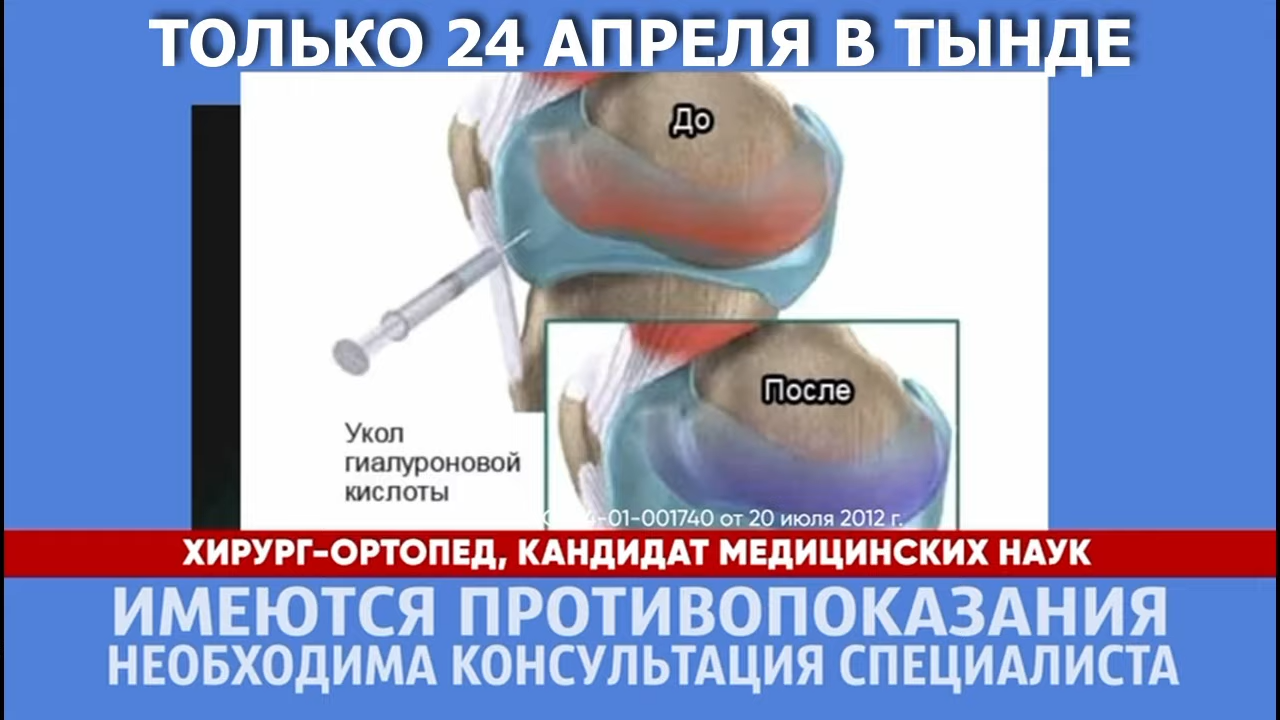 ТОЛЬКО 24 АПРЕЛЯ В ТЫНДЕ
До
После
Укол
гиалуроновой
кислоты
-01-001740 от 20 июля 2012 г.
ХИРУРГ-ОРТОПЕД, КАНДИДАТ МЕДИЦИНСКИХ НАУК
ИМЕЮТСЯ ПРОТИВОПОКАЗАНИЯ
НЕОБХОДИМА КОНСУЛЬТАЦИЯ СПЕЦИАЛИСТА